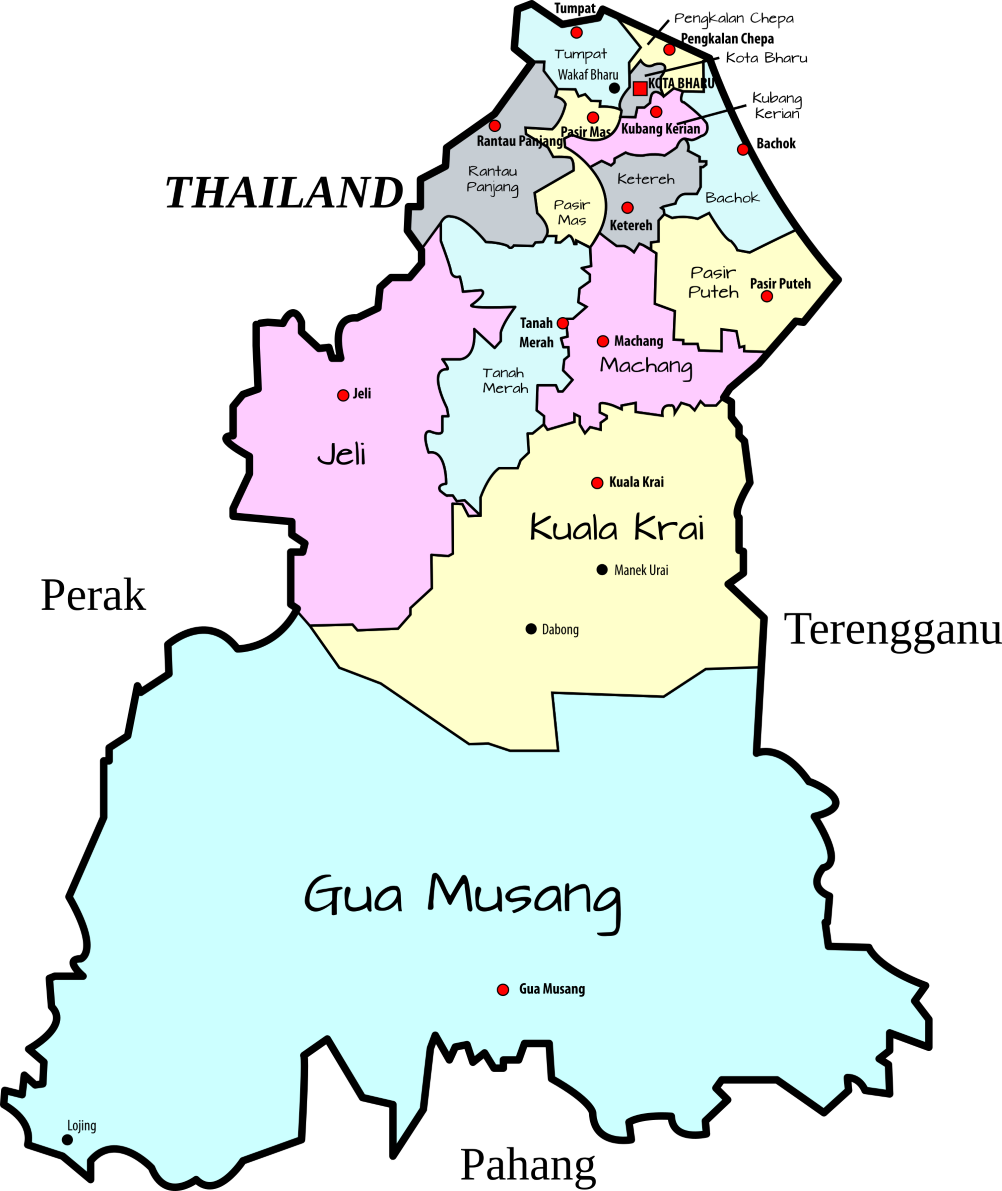 Tumpat
Pengkalan Chepa
Pengkalan Chepa
Tumpat
Kota Bharu
Wakaf Bharu
KOTA BHARU
Kubang
Kerian
Pasir Mas
Kubang Kerian
Rantau Panjang
Bachok
Rantau
Panjang
Ketereh
THAILAND
Bachok
Pasir
Mas
Ketereh
Pasir
Puteh
Pasir Puteh
Tanah
Merah
Machang
Machang
Tanah
Merah
Jeli
Jeli
Kuala Krai
Kuala Krai
Manek Urai
Perak
Dabong
Terengganu
Gua Musang
Gua Musang
Lojing
Pahang